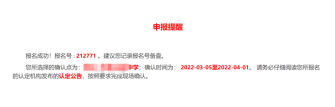 申报提醒
报名成功！报名号：212771 。建议您记录报名号备查。
您所选择的确认点为：中学；确认时间为： 2022-03-05至2022-04-01。 请务必仔细阅读您所报名
的认定机构发布的认定公告，按照要求完成现场确认。